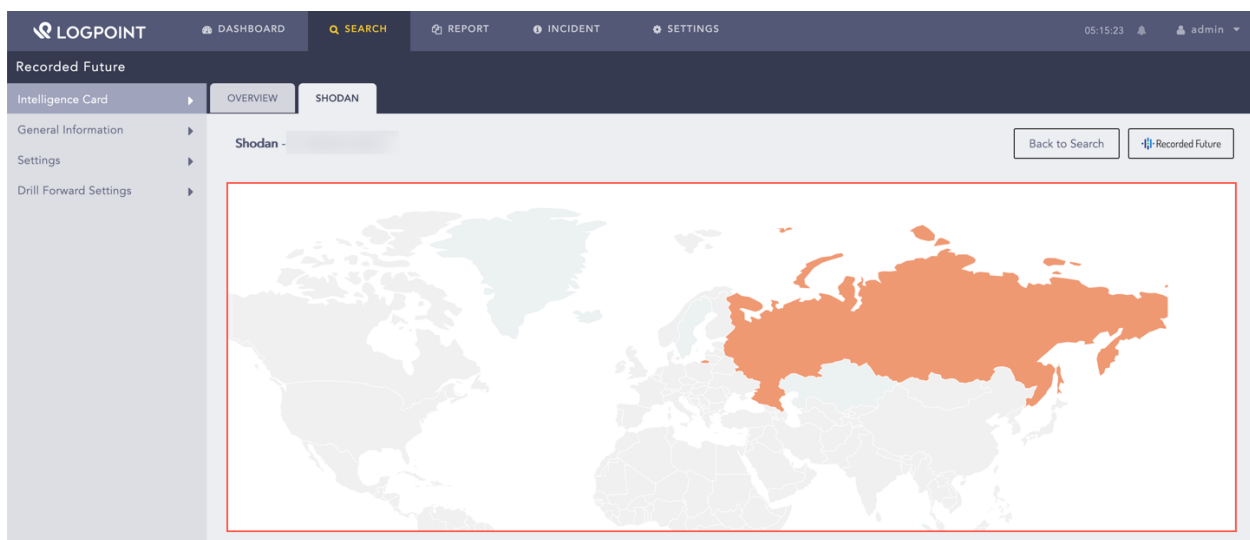 LOGPOINT DASHBOARD SEARCH REPORT INCIDENT SETTINGS 05:15:23 admin
Recorded Future
Intelligence Card OVERVIEW SHODAN
General Information
Shodan - Back to Search Recorded Future
Settings
Drill Forward Settings